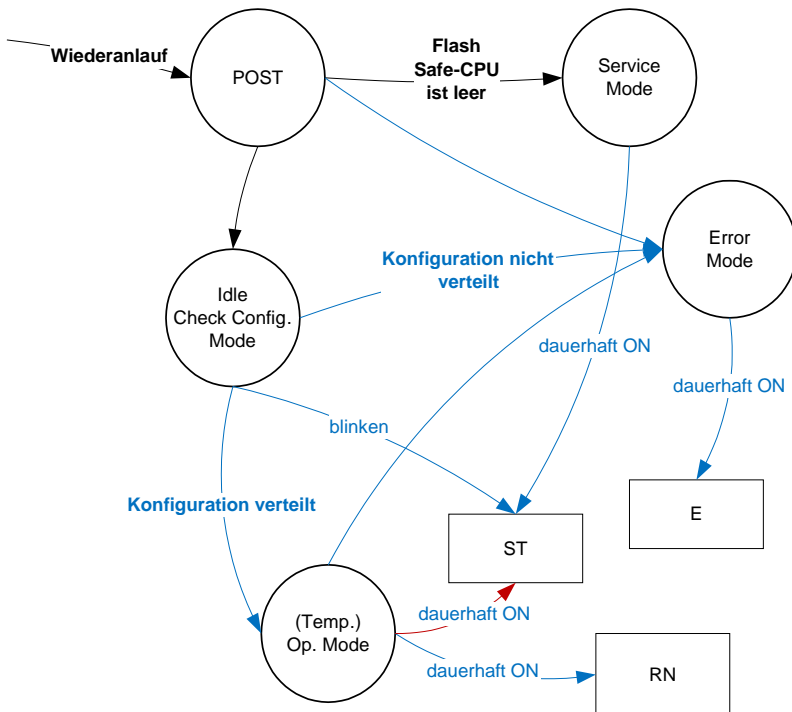 Wiederanlauf
POST
Flash
Safe-CPU
ist leer
Service
Mode
Error
Mode
Konfiguration nicht
verteilt
Idle
Check Config.
Mode
dauerhaft ON
dauerhaft ON
blinken
Konfiguration verteilt
E
ST
(Temp.)
Op. Mode
dauerhaft ON
dauerhaft ON
RN